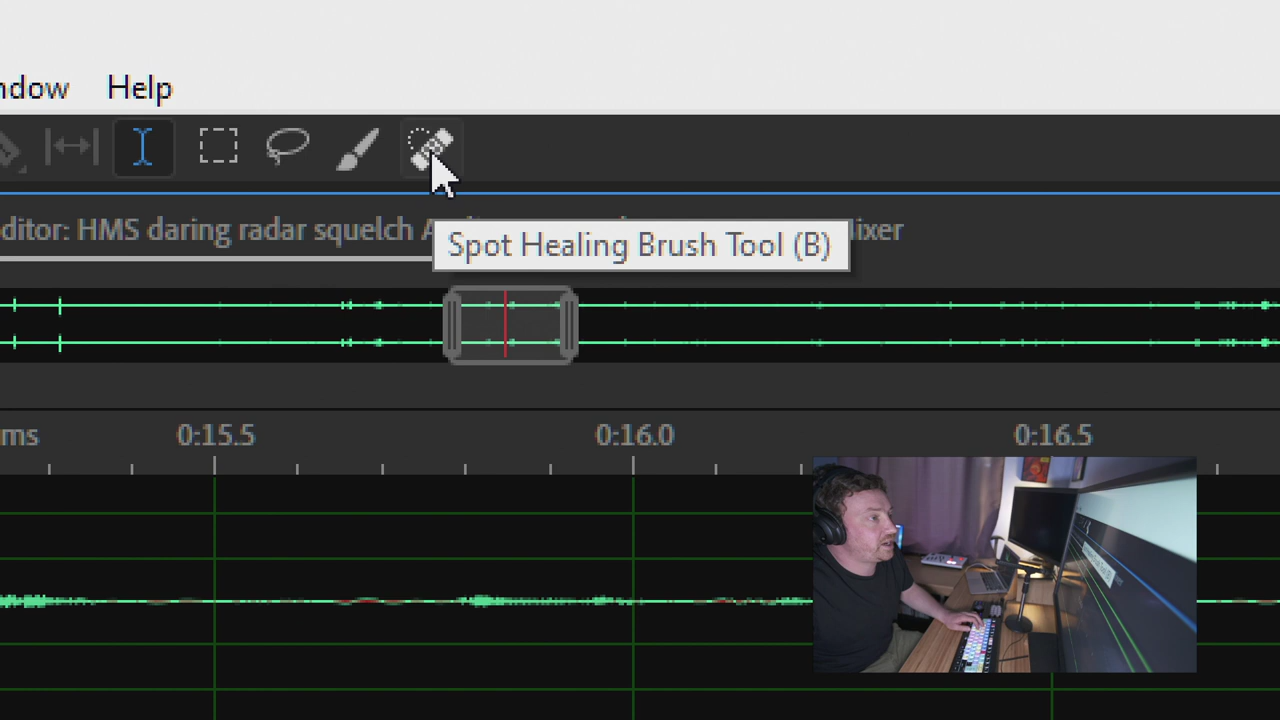 ndow Help
ditor: HMS daring radar squelch A ixer
Spot Healing Brush Tool (B)
ms 0:15.5 0:16.0 0:16.5